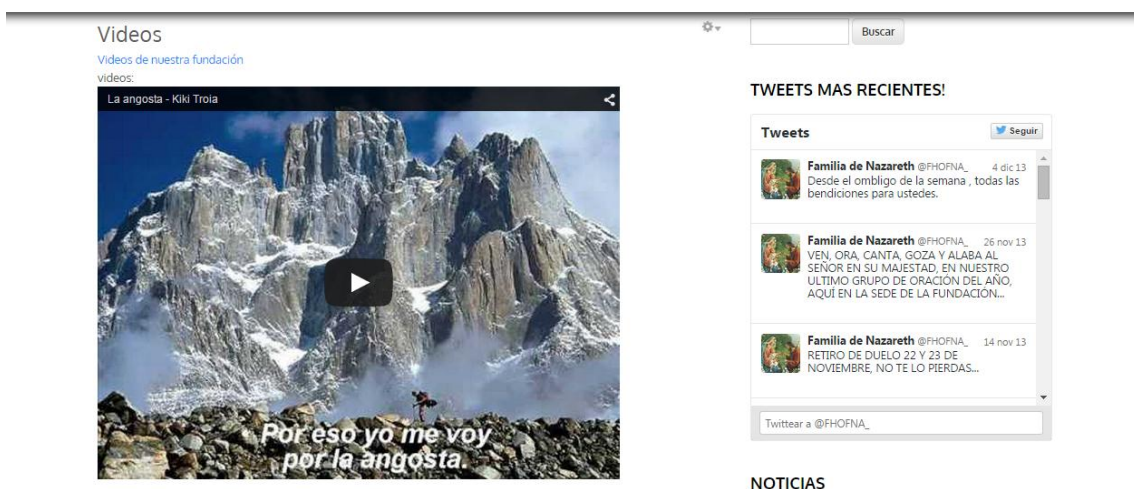 Videos
Videos de nuestra fundación
videos:
La angosta - Kiki Troia
Por eso yo me voy
por la angosta.
Buscar
TWEETS MAS RECIENTES!
Tweets
Seguir
Familia de Nazareth @FHOFNA_ 4 dic 13
Desde el ombligo de la semana , todas las
bendiciones para ustedes.
Familia de Nazareth @FHOFNA_ 26 nov 13
VEN, ORA, CANTA, GOZA Y ALABA AL
SEÑOR EN SU MAJESTAD, EN NUESTRO
ULTIMO GRUPO DE ORACIÓN DEL AÑO,
AQUÍ EN LA SEDE DE LA FUNDACIÓN...
Familia de Nazareth @FHOFNA_ 14 nov 13
RETIRO DE DUELO 22 Y 23 DE
NOVIEMBRE, NO TE LO PIERDAS...
Twittear a @FHOFNA_
NOTICIAS